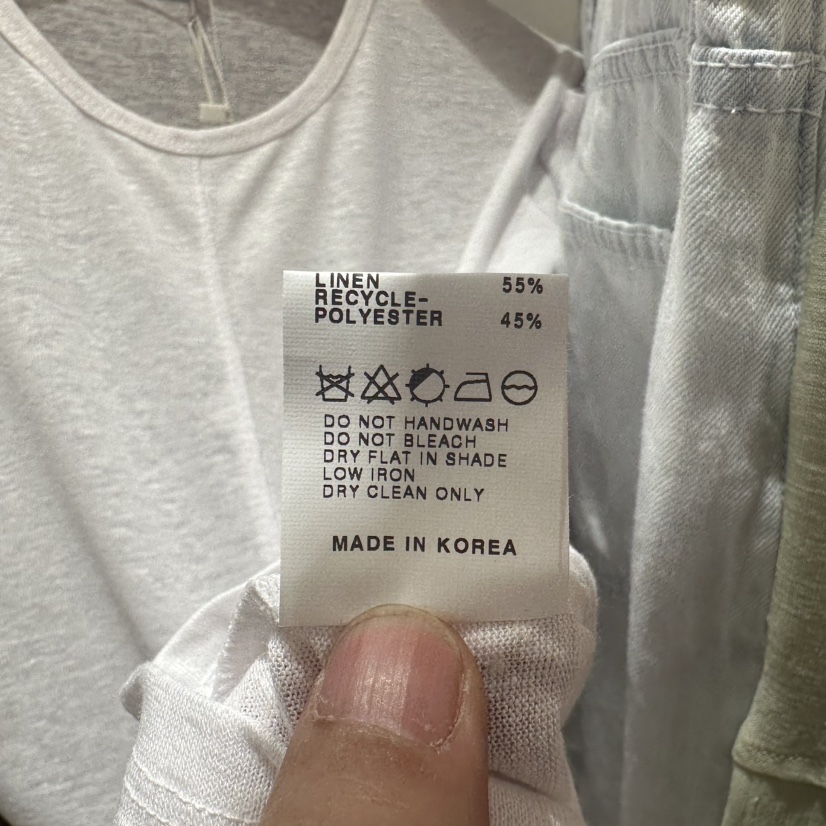 LINEN 55%
RECYCLE-
POLYESTER 45%
DO NOT HANDWASH
DO NOT BLEACH
DRY FLAT IN SHADE
LOW IRON
DRY CLEAN ONLY
MADE IN KOREA